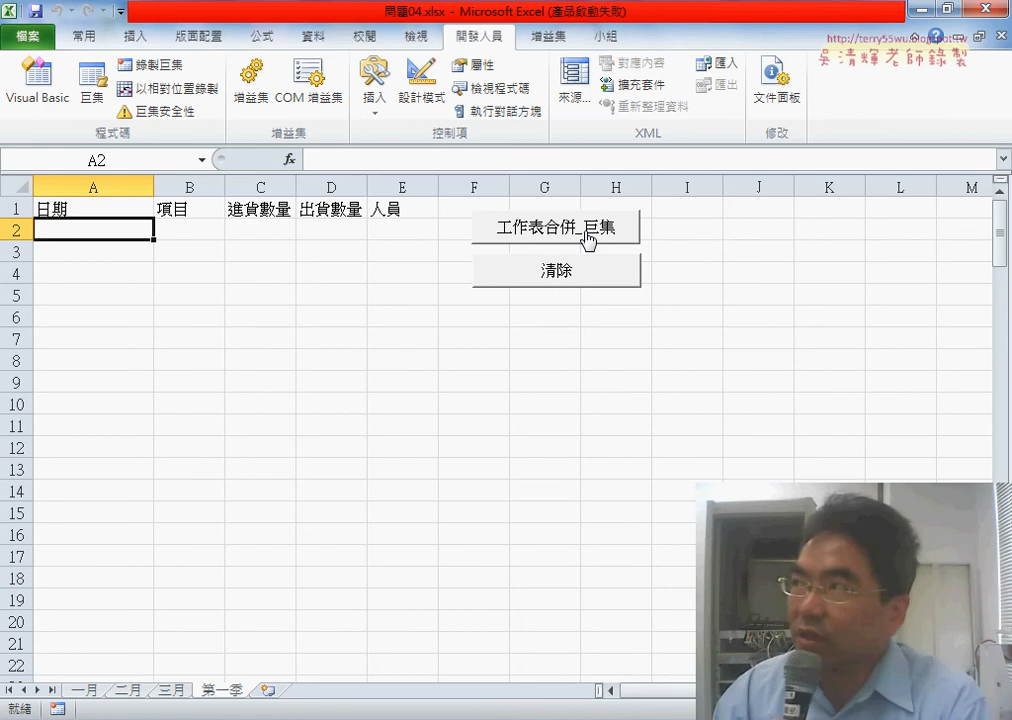 問題04.xlsx - Microsoft Excel (產品啟動失敗)
檔案 常用 插入 版面配置 公式 資料 校閱 檢視 開發人員 增益集 小組
http://terry55wu.blogspot.tw
吳清輝老師錄製
Visual Basic 巨集 錄製巨集 以相對位置錄製 巨集安全性
增益集 COM 增益集
插入 設計模式 屬性 檢視程式碼 執行對話方塊
來源... 對應內容 擴充套件 重新整理資料 匯入 匯出
文件面板
程式碼 增益集 控制項 XML 修改
A2 fx
A B C D E F G H I J K L M
1 日期 項目 進貨數量 出貨數量 人員
工作表合併_巨集
2
3
清除
4
5
6
7
8
9
10
11
12
13
14
15
16
17
18
19
20
21
22
一月 二月 三月 第一季
就緒